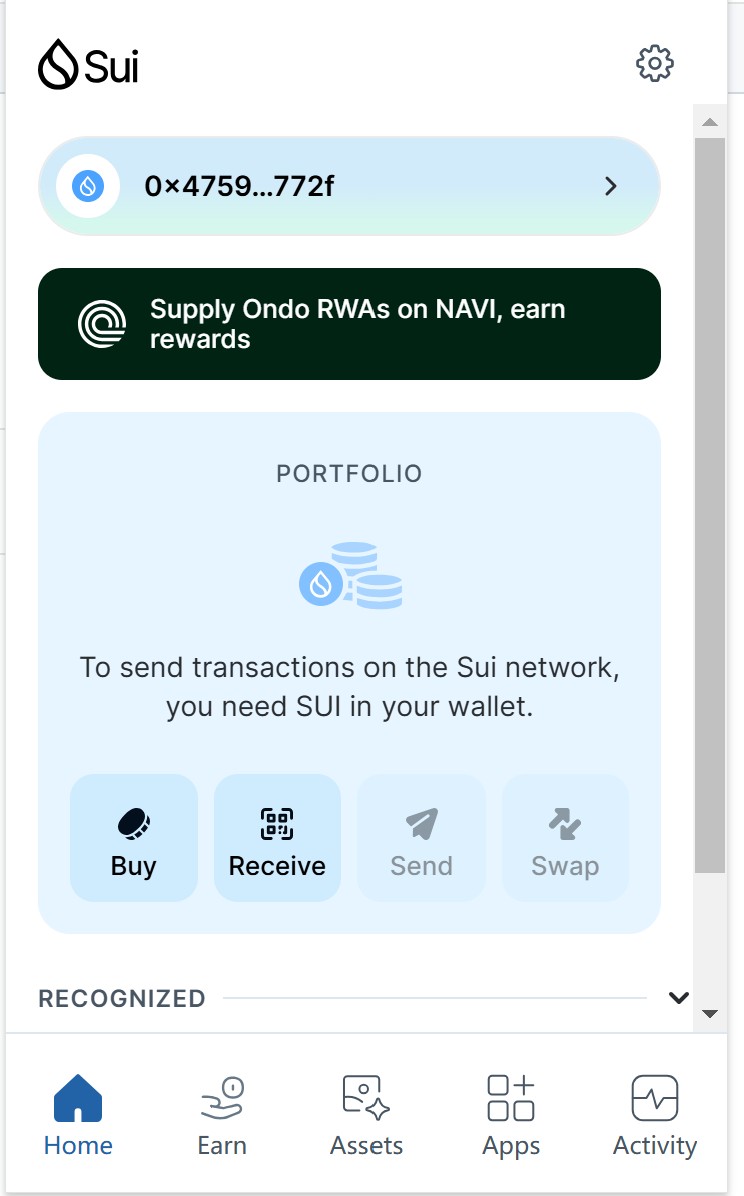 Sui
0×4759...772f
Supply Ondo RWAs on NAVI, earn
rewards
PORTFOLIO
To send transactions on the Sui network,
you need SUI in your wallet.
Buy
Receive
Send
Swap
RECOGNIZED
Home
Earn
Assets
Apps
Activity